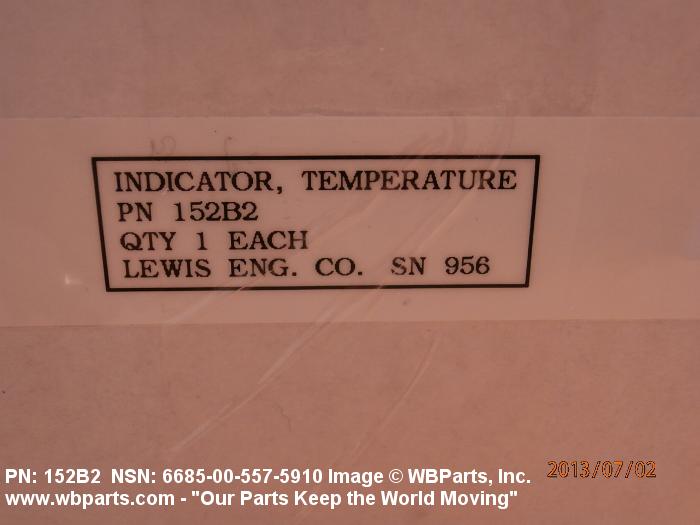 INDICATOR, TEMPERATURE
PN 152B2
QTY 1 EACH
LEWIS ENG. CO. SN 956
2013/07/02
PN: 152B2 NSN: 6685-00-557-5910 Image © WBParts, Inc.
www.wbparts.com - "Our Parts Keep the World Moving"